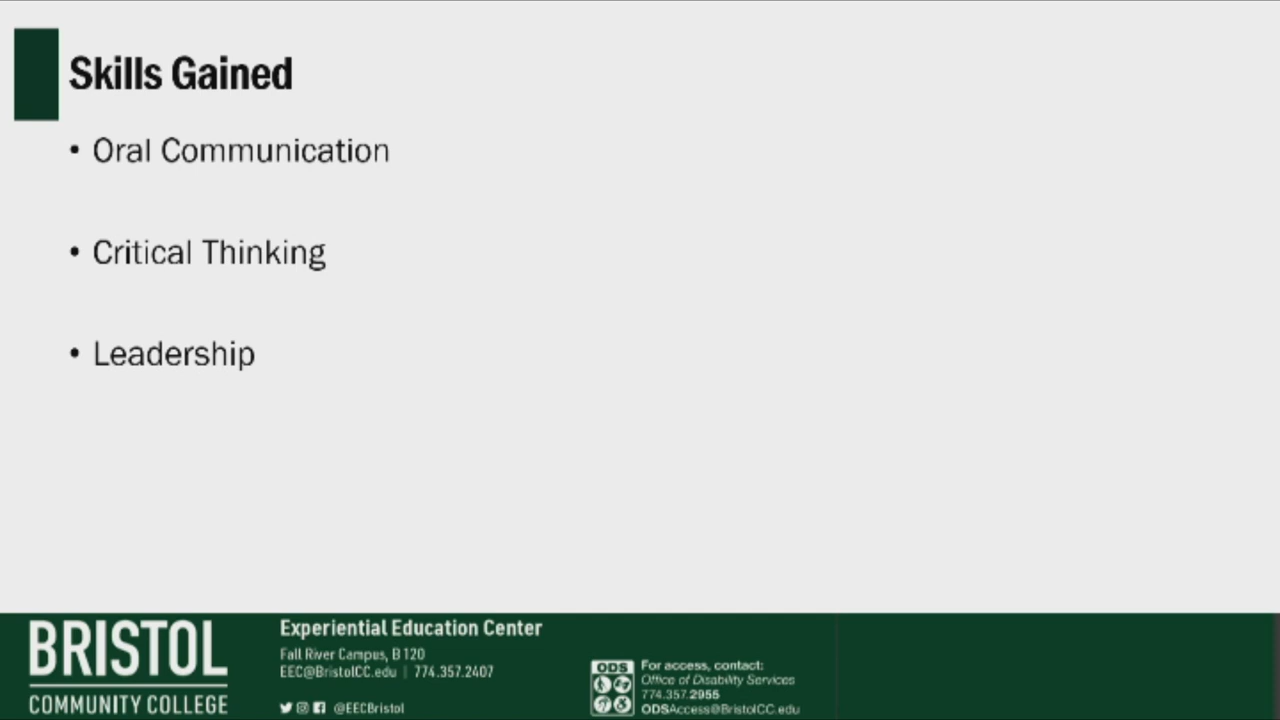 Skills Gained
• Oral Communication
• Critical Thinking
• Leadership
BRISTOL
COMMUNITY COLLEGE
Experiential Education Center
Fall River Campus, B120
EEC@BristolCC.edu | 774.357.2407
@EECBristol
ODS
For access, contact:
Office of Disability Services
774.357.2955
ODSAccess@BristolCC.edu